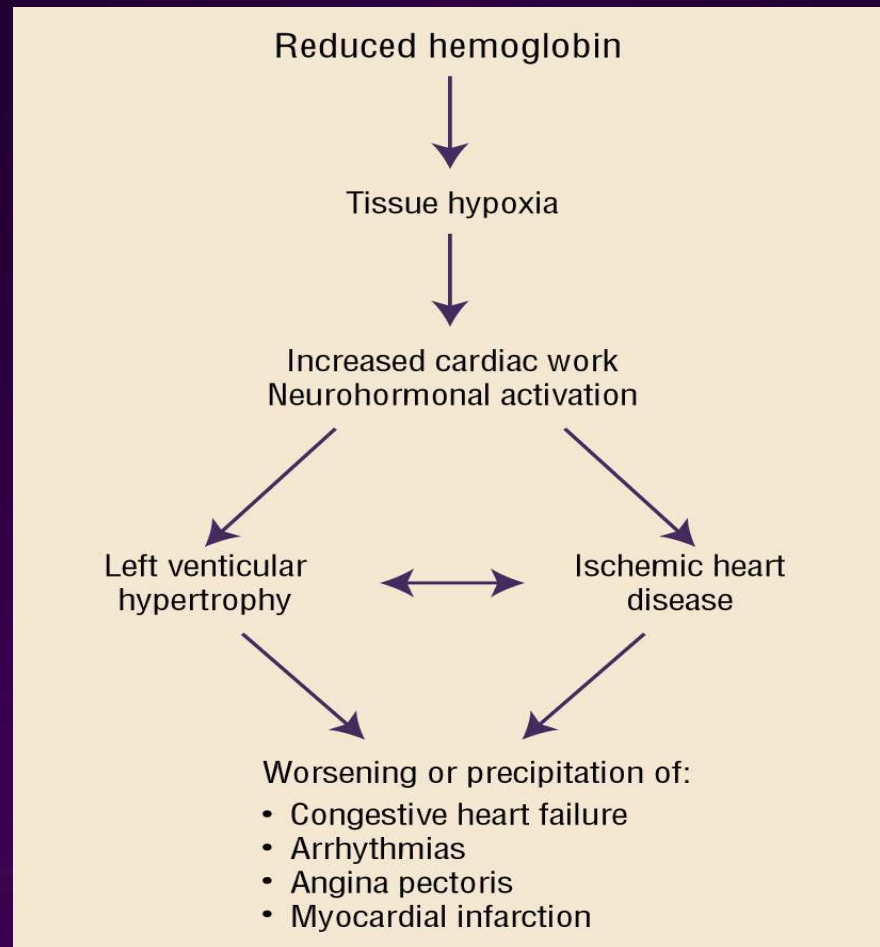 Reduced hemoglobin
Tissue hypoxia
Increased cardiac work
Neurohormonal activation
Left venticular
hypertrophy
Ischemic heart
disease
Worsening or precipitation of:
• Congestive heart failure
• Arrhythmias
• Angina pectoris
• Myocardial infarction